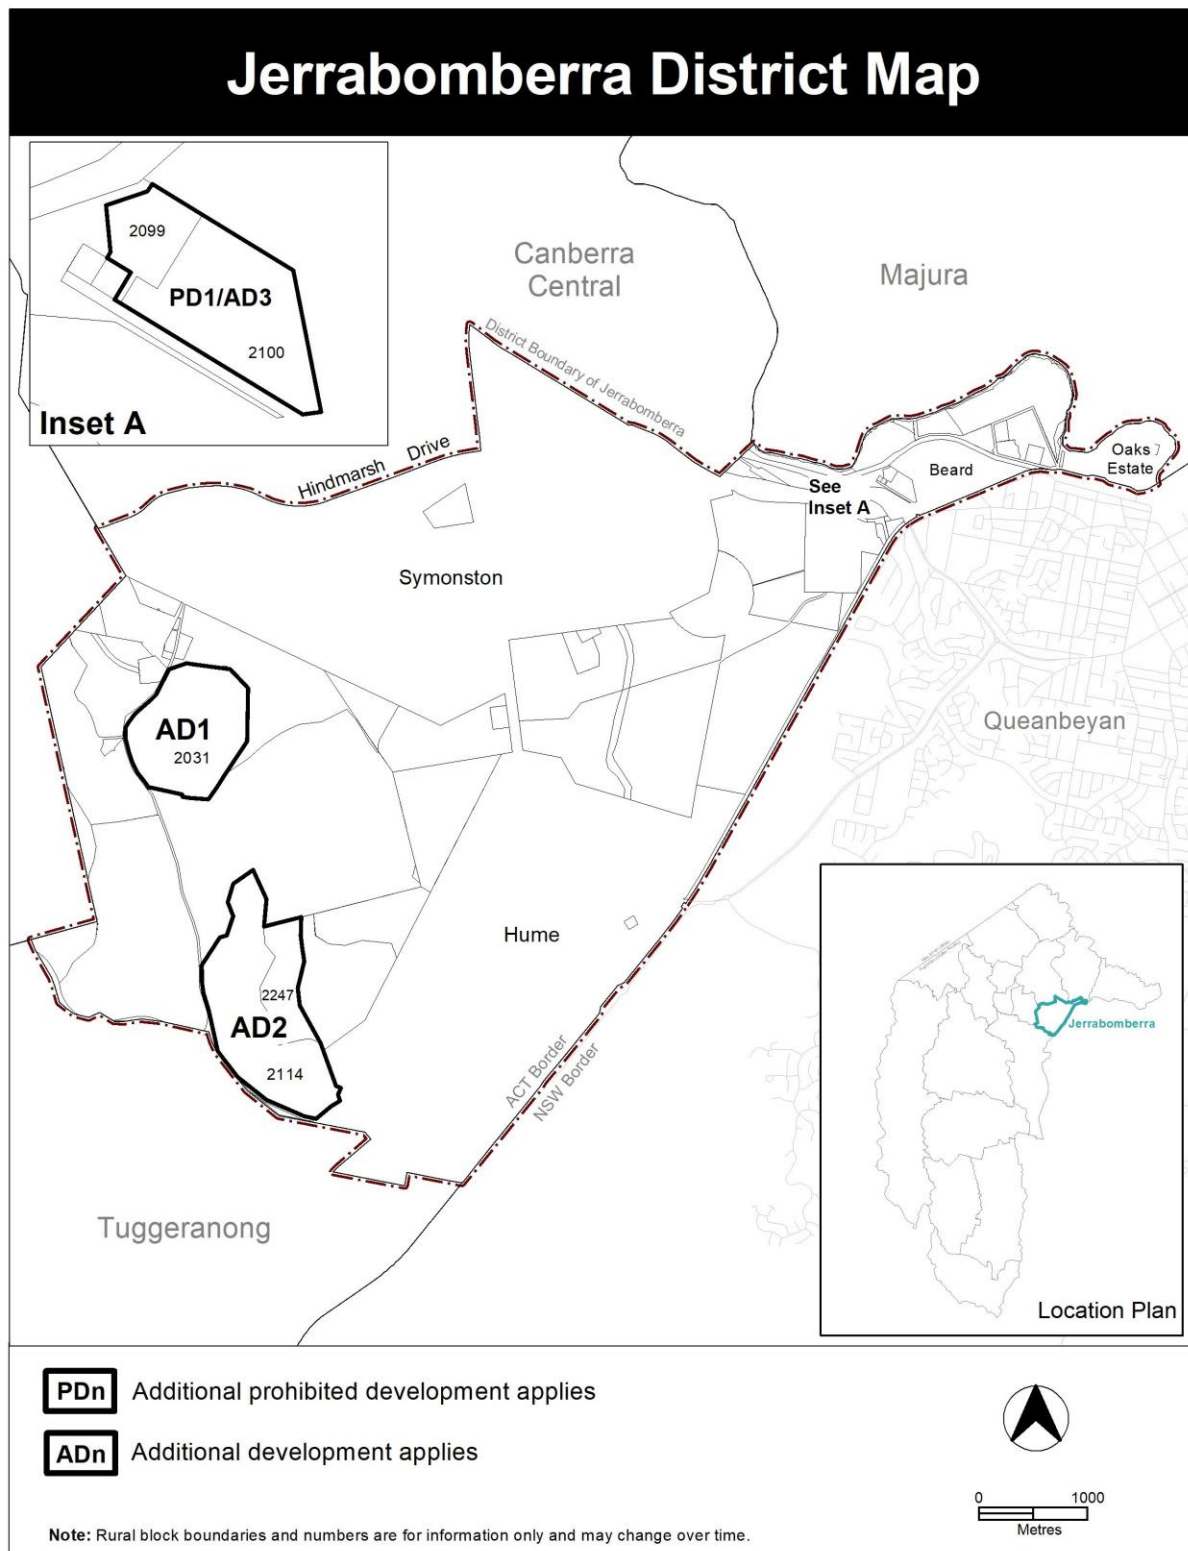 Jerrabomberra District Map
2099
PD1/AD3
2100
Inset A
Canberra
Central
Majura
District Boundary of Jerrabomberra
Hindmarsh Drive
Oaks
Estate
Beard
See
Inset A
Symonston
AD1
2031
Queanbeyan
Hume
2247
AD2
2114
ACT Border
NSW Border
Jerrabomberra
Tuggeranong
Location Plan
PDn Additional prohibited development applies
ADn Additional development applies
0 1000
Metres
Note: Rural block boundaries and numbers are for information only and may change over time.